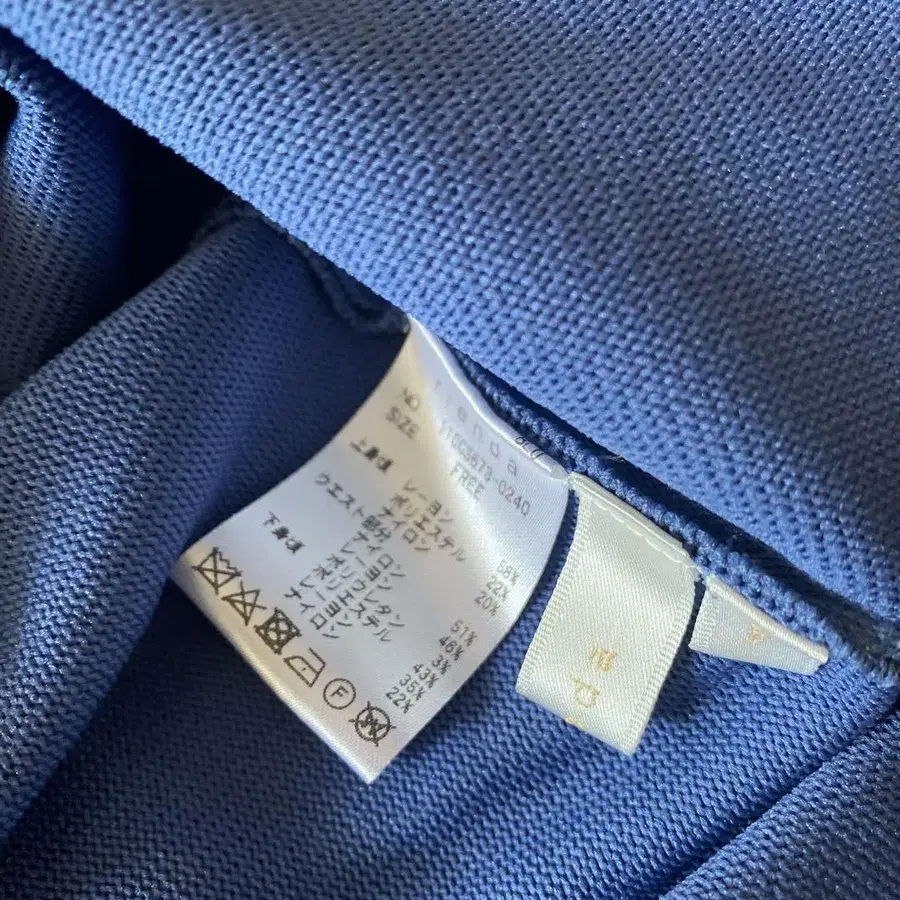 rienda
NO. 110GS673-0240
SIZE FREE
上身頃
レーヨン 58%
ポリエステル 22%
ナイロン 20%
ウエスト部分
ナイロン 51%
レーヨン 46%
ポリウレタン 3%
下身頃
レーヨン 43%
ポリエステル 35%
ナイロン 22%
F
W